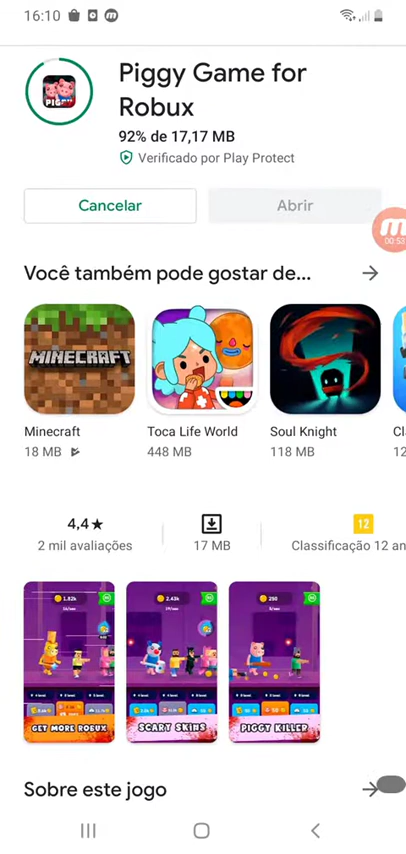 16:10
Piggy Game for
Robux
92% de 17,17 MB
Verificado por Play Protect
Cancelar
Abrir
00:53
Você também pode gostar de...
MINECRAFT
Minecraft
Toca Life World
Soul Knight
18 MB
448 MB
118 MB
4,4★
12
2 mil avaliações
17 MB
Classificação 12 an
GET MORE ROBUX
SCARY SKINS
PIGGY KILLER
Sobre este jogo